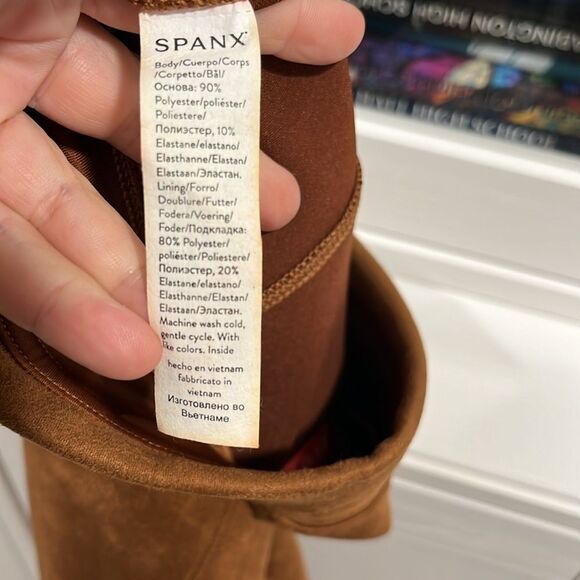 SPANX
Body/Cuerpo/Corps
/Corpetto/Bål/
Основа: 90%
Polyester/poliéster/
Poliestere/
Полиэстер, 10%
Elastane/elastano/
Elasthanne/Elastan/
Elastaan/Эластан.
Lining/Forro/
Doublure/Futter/
Fodera/Voering/
Foder/Подкладка:
80% Polyester/
poliéster/Poliestere/
Полиэстер, 20%
Elastane/elastano/
Elasthanne/Elastan/
Elastaan/Эластан.
Machine wash cold,
gentle cycle. With
like colors. Inside
hecho en vietnam
fabbricato in
vietnam
Изготовлено во
Вьетнаме